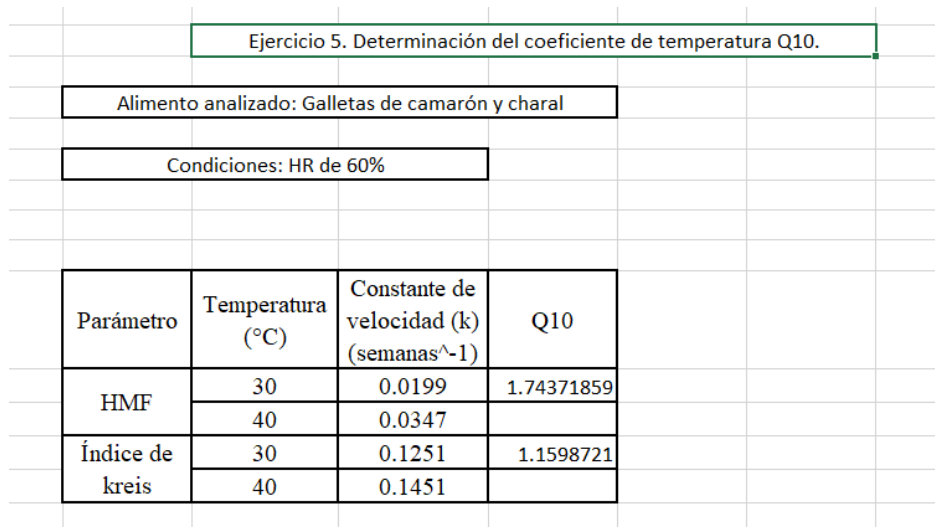 Ejercicio 5. Determinación del coeficiente de temperatura Q10.
Alimento analizado: Galletas de camarón y charal
Condiciones: HR de 60%
Parámetro Temperatura (°C) Constante de velocidad (k) (semanas^-1) Q10
HMF 30 0.0199 1.74371859
40 0.0347
Índice de kreis 30 0.1251 1.1598721
40 0.1451